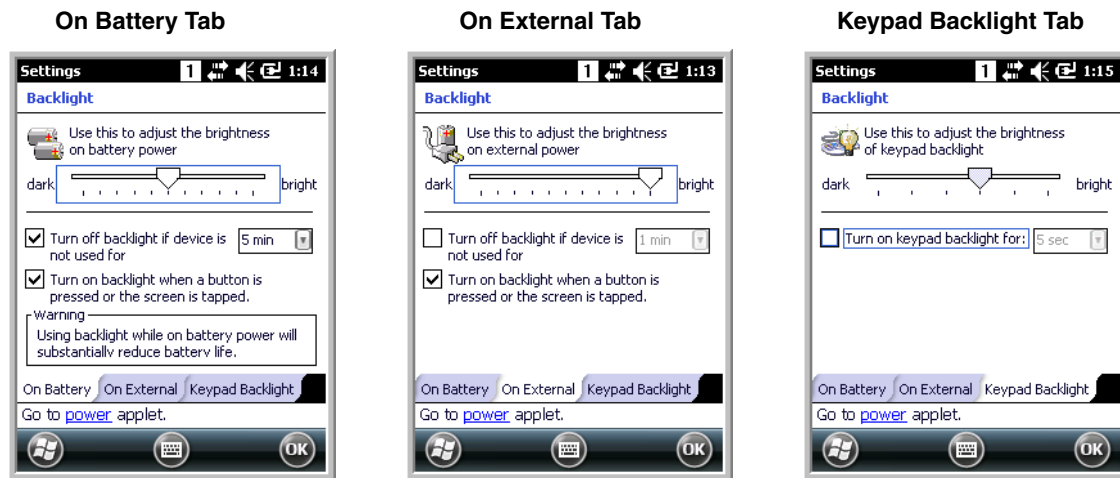 On Battery Tab
Settings 1 1:14
Backlight
Use this to adjust the brightness
on battery power
dark bright
Turn off backlight if device is 5 min
not used for
Turn on backlight when a button is
pressed or the screen is tapped.
Warning
Using backlight while on battery power will
substantially reduce battery life.
On Battery On External Keypad Backlight
Go to power applet.
OK
On External Tab
Settings 1 1:13
Backlight
Use this to adjust the brightness
on external power
dark bright
Turn off backlight if device is 1 min
not used for
Turn on backlight when a button is
pressed or the screen is tapped.
On Battery On External Keypad Backlight
Go to power applet.
OK
Keypad Backlight Tab
Settings 1 1:15
Backlight
Use this to adjust the brightness
of keypad backlight
dark bright
Turn on keypad backlight for: 5 sec
On Battery On External Keypad Backlight
Go to power applet.
OK